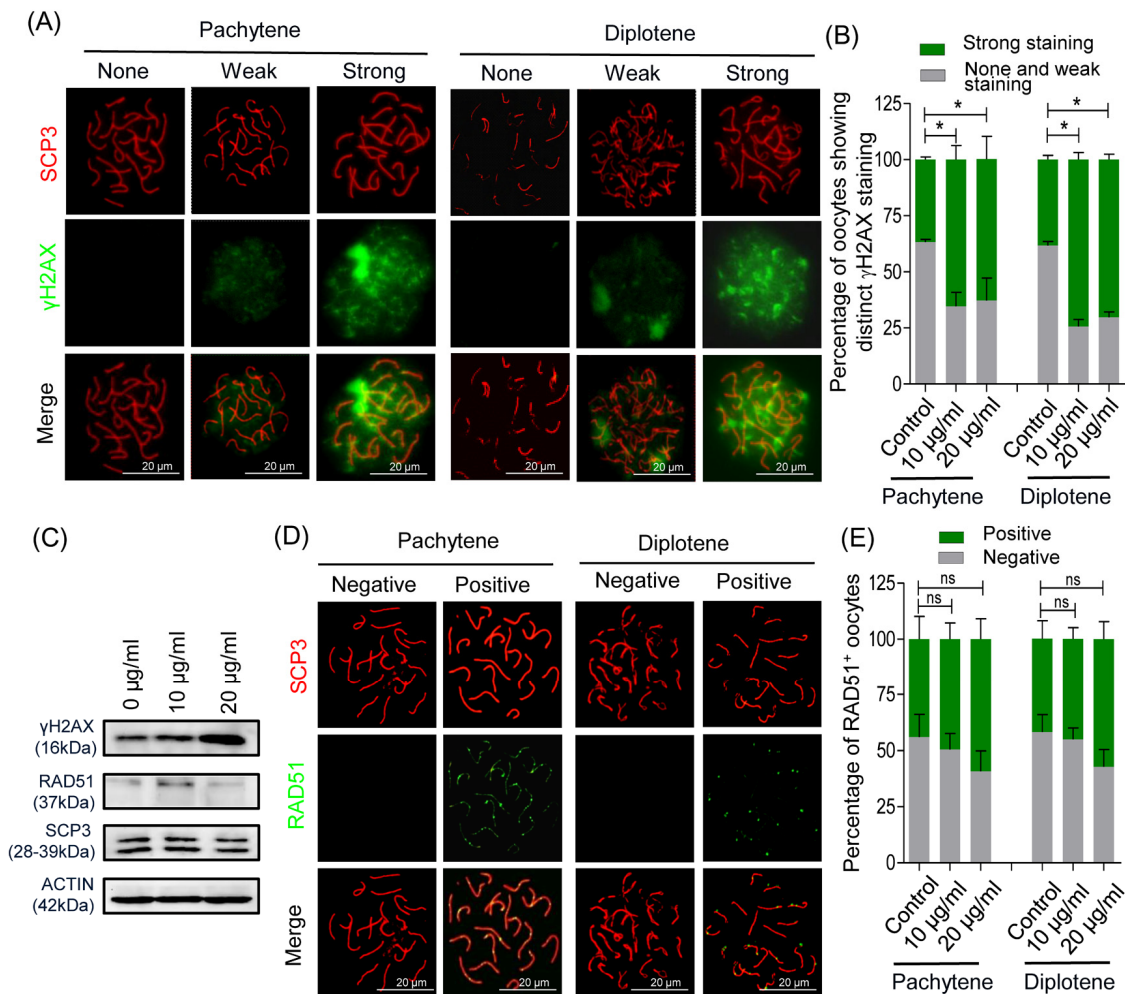 (A)
Pachytene
Diplotene
None Weak Strong None Weak Strong
SCP3
γH2AX
Merge
20 μm 20 μm 20 μm 20 μm 20 μm 20 μm
(B)
Strong staining
None and weak
staining
Percentage of oocytes showing
distinct γH2AX staining
125
100
75
50
25
0
* * * *
Control 10 μg/ml 20 μg/ml Control 10 μg/ml 20 μg/ml
Pachytene Diplotene
(C)
0 μg/ml 10 μg/ml 20 μg/ml
γH2AX
(16kDa)
RAD51
(37kDa)
SCP3
(28-39kDa)
ACTIN
(42kDa)
(D)
Pachytene Diplotene
Negative Positive Negative Positive
SCP3
RAD51
Merge
20 μm 20 μm 20 μm 20 μm
(E)
Positive
Negative
Percentage of RAD51⁺ oocytes
125
100
75
50
25
0
ns ns ns ns
Control 10 μg/ml 20 μg/ml Control 10 μg/ml 20 μg/ml
Pachytene Diplotene